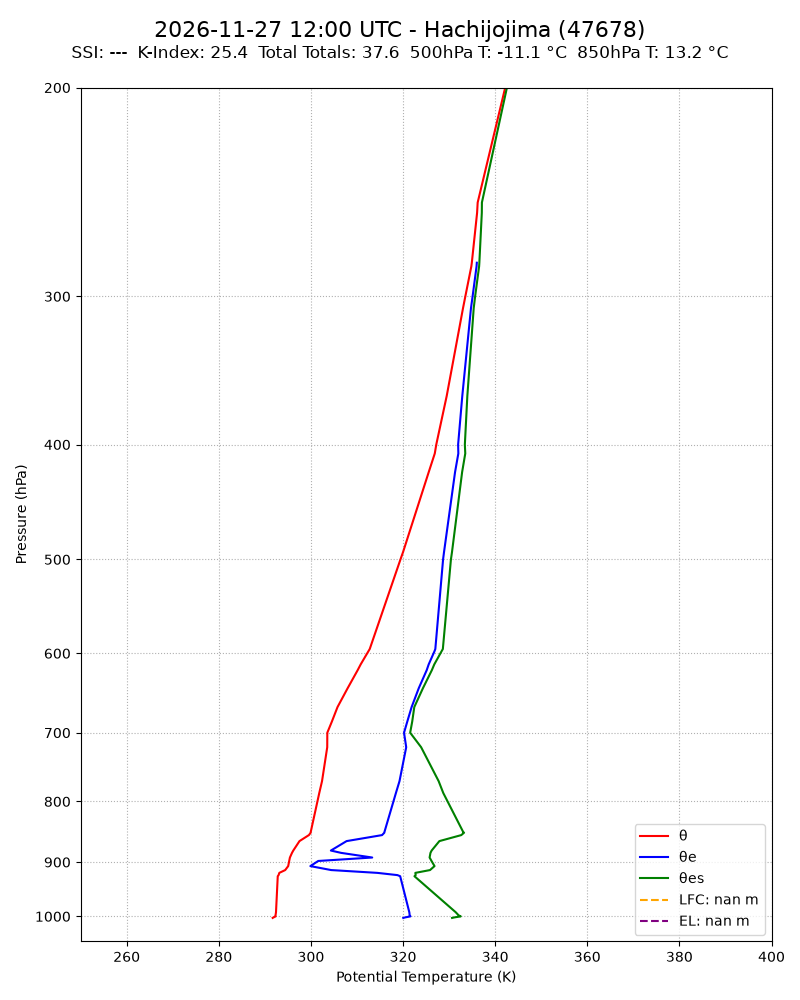 2026-11-27 12:00 UTC - Hachijojima (47678)
SSI: ---  K-Index: 25.4  Total Totals: 37.6  500hPa T: -11.1 °C  850hPa T: 13.2 °C
200
300
400
500
600
700
800
900
1000
Pressure (hPa)
θ
θe
θes
LFC: nan m
EL: nan m
260 280 300 320 340 360 380 400
Potential Temperature (K)